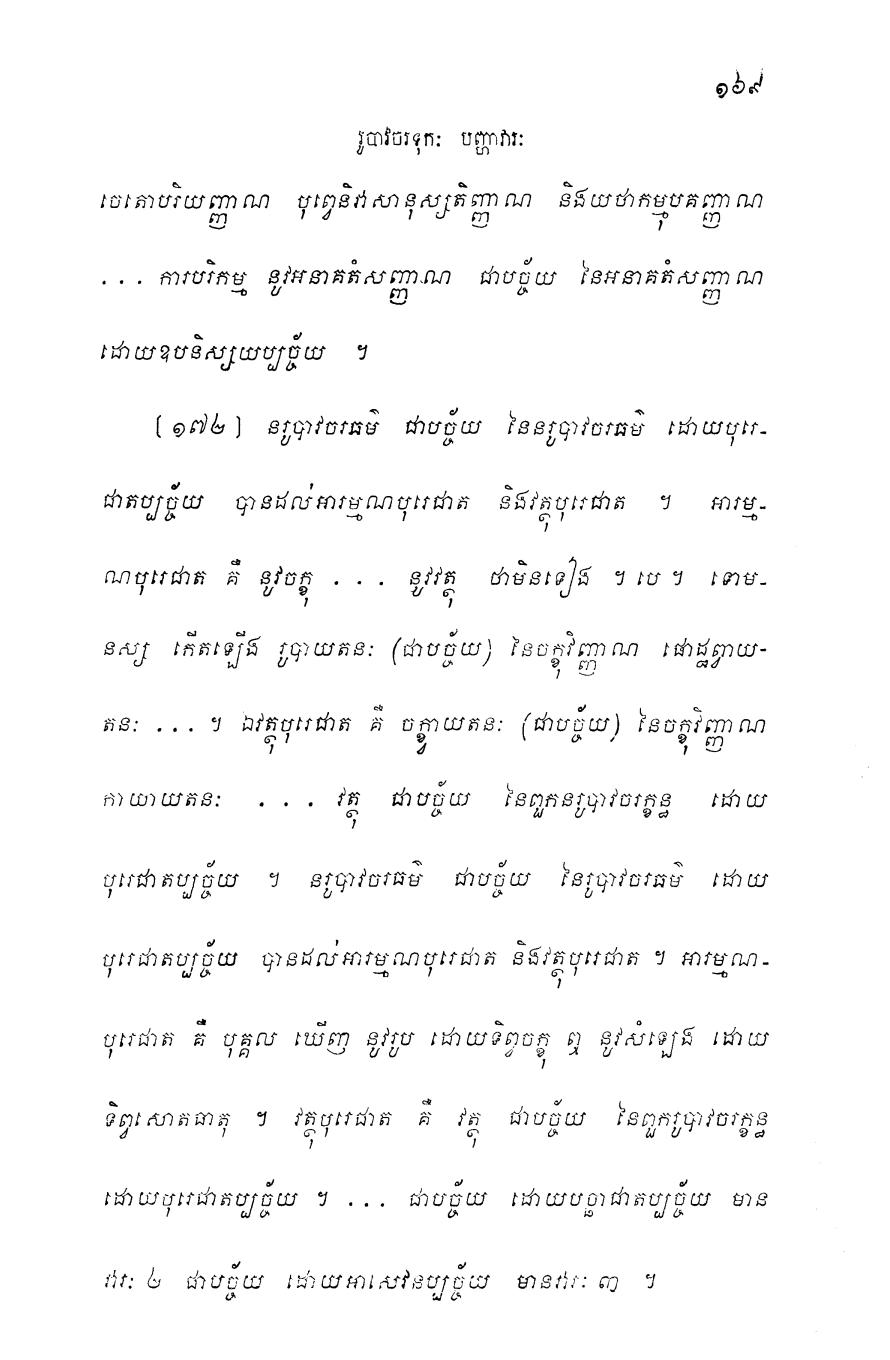 ១៦៩
រូបាវចរទុកៈ បញ្ហាវារៈ
ចេតោបរិយញ្ញាណ បុព្វេនិវាសានុស្សតិញ្ញាណ និងយថាកម្មុបគញ្ញាណ
... ការបរិកម្ម នូវអនាគតំសញ្ញាណ ជាបច្ច័យ នៃអនាគតំសញ្ញាណ
ដោយឧបនិស្សយប្បច្ច័យ ។
[១៧២] នរូបាវចរធម៌ ជាបច្ច័យ នៃនរូបាវចរធម៌ ដោយបុរេ-
ជាតប្បច្ច័យ បានដល់អារម្មណបុរេជាត និងវត្ថុបុរេជាត ។ អារម្ម-
ណបុរេជាត គឺ នូវចក្ខុ ... នូវវត្ថុ ថាមិនទៀង ។ បេ ។ ទោម-
នស្ស កើតឡើង រូបាយតនៈ (ជាបច្ច័យ) នៃចក្ខុវិញ្ញាណ ផោដ្ឋព្វាយ-
តនៈ ... ។ ឯវត្ថុបុរេជាត គឺ ចក្ខ្វាយតនៈ (ជាបច្ច័យ) នៃចក្ខុវិញ្ញាណ
កាយាយតនៈ ... វត្ថុ ជាបច្ច័យ នៃពួកនរូបាវចរក្ខន្ធ ដោយ
បុរេជាតប្បច្ច័យ ។ នរូបាវចរធម៌ ជាបច្ច័យ នៃរូបាវចរធម៌ ដោយ
បុរេជាតប្បច្ច័យ បានដល់អារម្មណបុរេជាត និងវត្ថុបុរេជាត ។ អារម្មណ-
បុរេជាត គឺ បុគ្គល ឃើញ នូវរូប ដោយទិព្វចក្ខុ ឮ នូវសំឡេង ដោយ
ទិព្វសោតធាតុ ។ វត្ថុបុរេជាត គឺ វត្ថុ ជាបច្ច័យ នៃពួករូបាវចរក្ខន្ធ
ដោយបុរេជាតប្បច្ច័យ ។ ... ជាបច្ច័យ ដោយបច្ឆាជាតប្បច្ច័យ មាន
វារៈ ២ ជាបច្ច័យ ដោយអាសេវនប្បច្ច័យ មានវារៈ ៣ ។